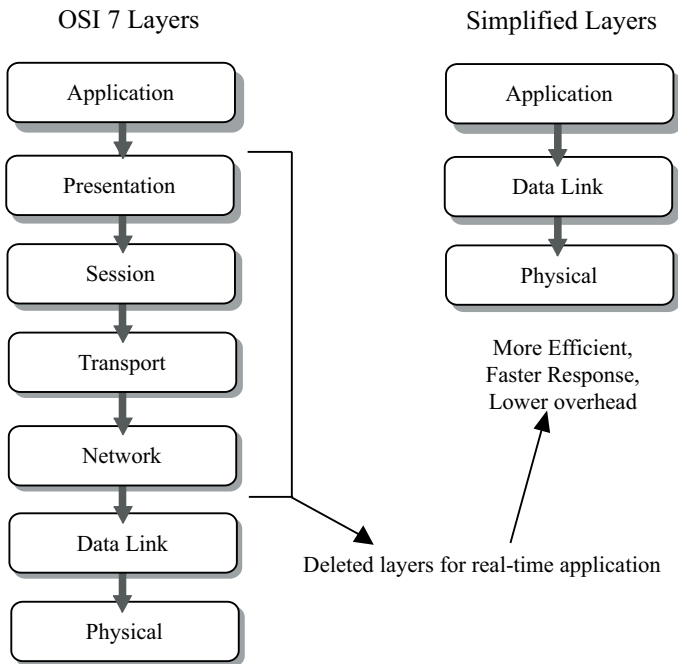 OSI 7 Layers
Application
Presentation
Session
Transport
Network
Data Link
Physical
Simplified Layers
Application
Data Link
Physical
More Efficient,
Faster Response,
Lower overhead
Deleted layers for real-time application